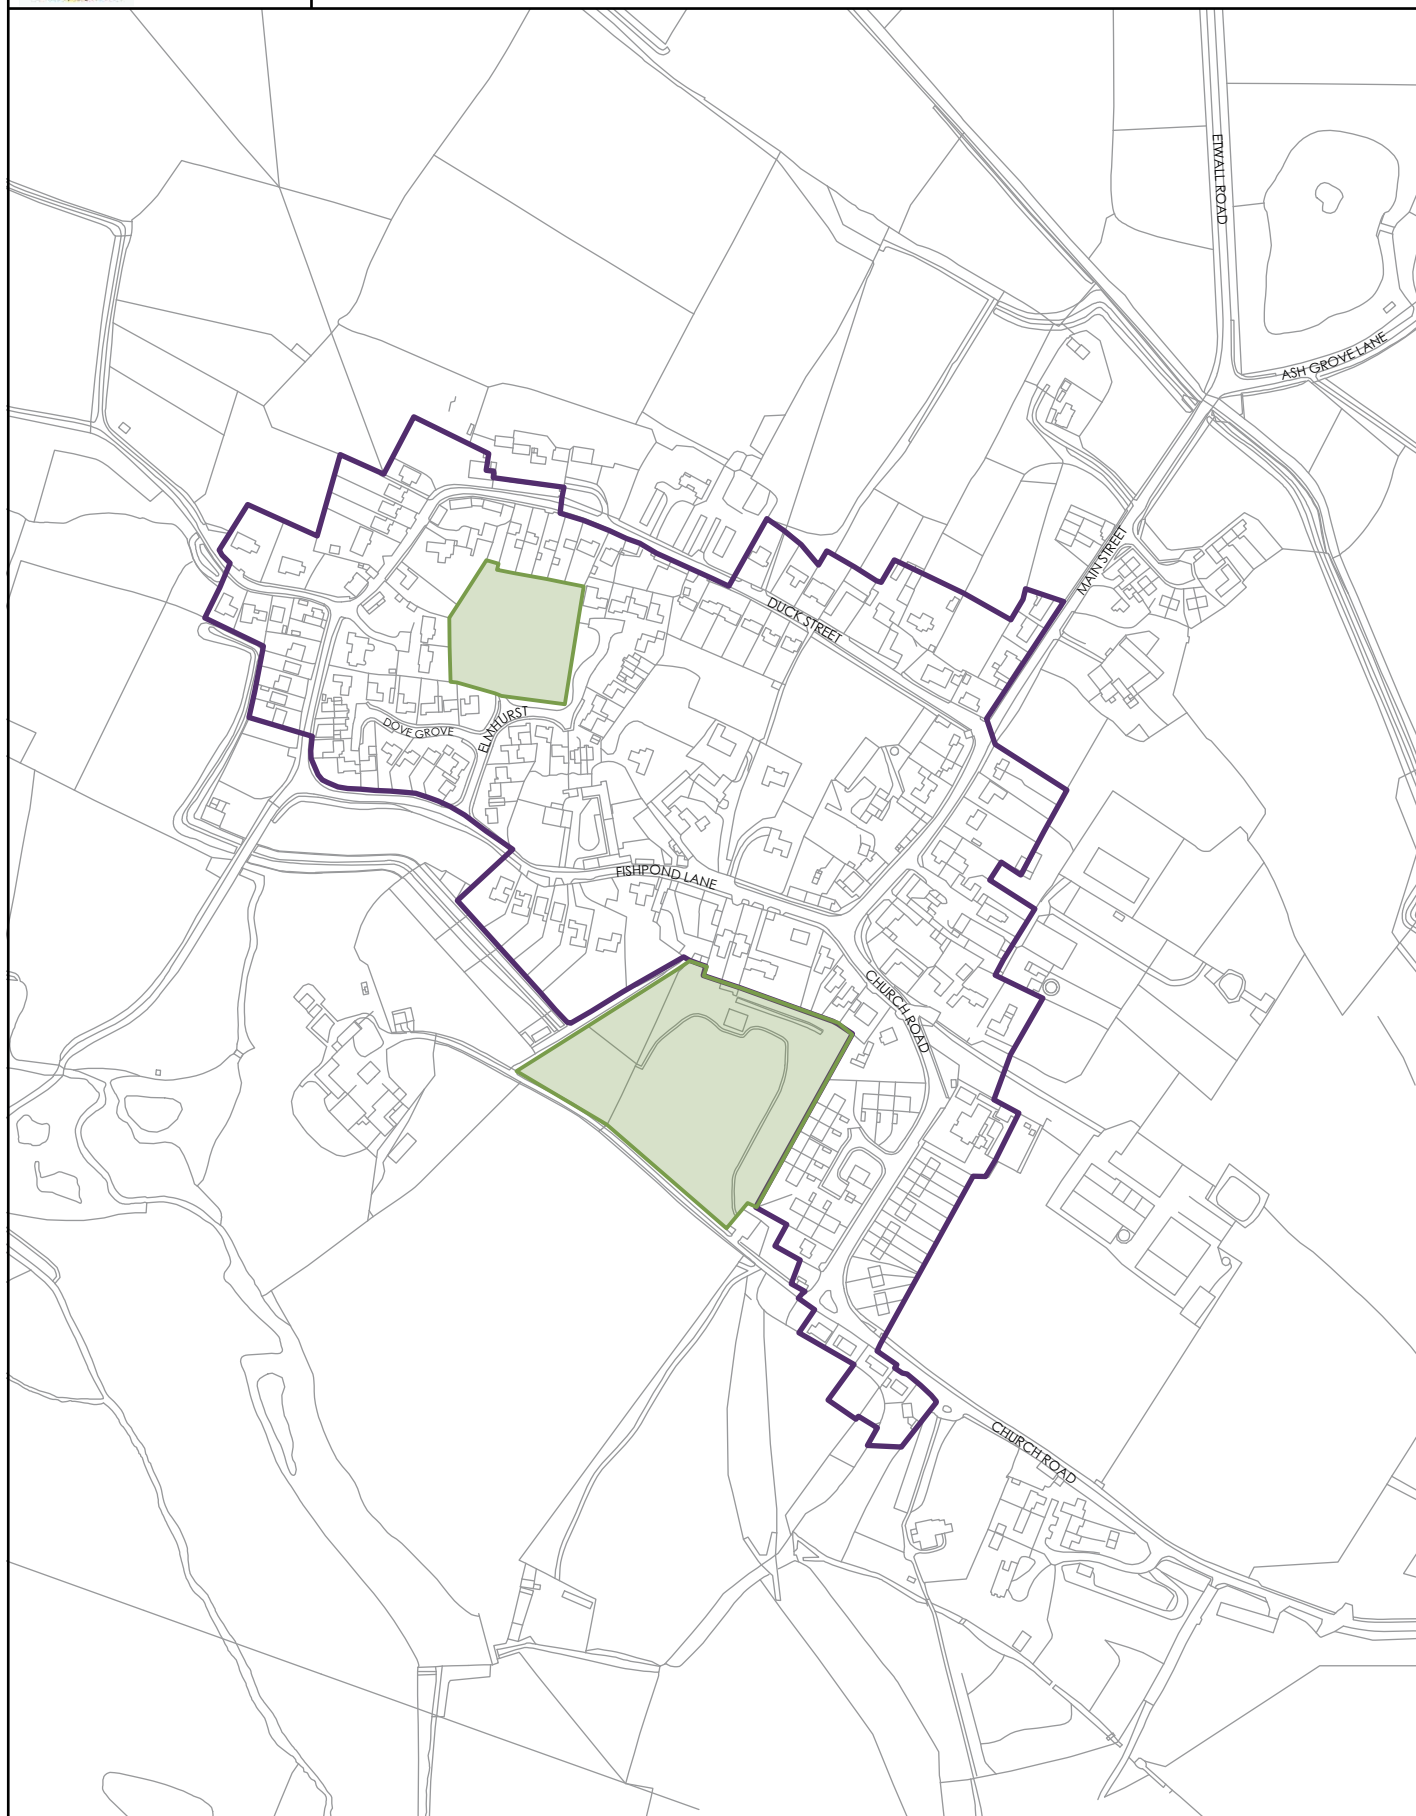 ETWALL ROAD
ASH GROVE LANE
MAIN STREET
DUCK STREET
ELMHURST
DOVE GROVE
FISHPOND LANE
CHURCH ROAD
CHURCH ROAD